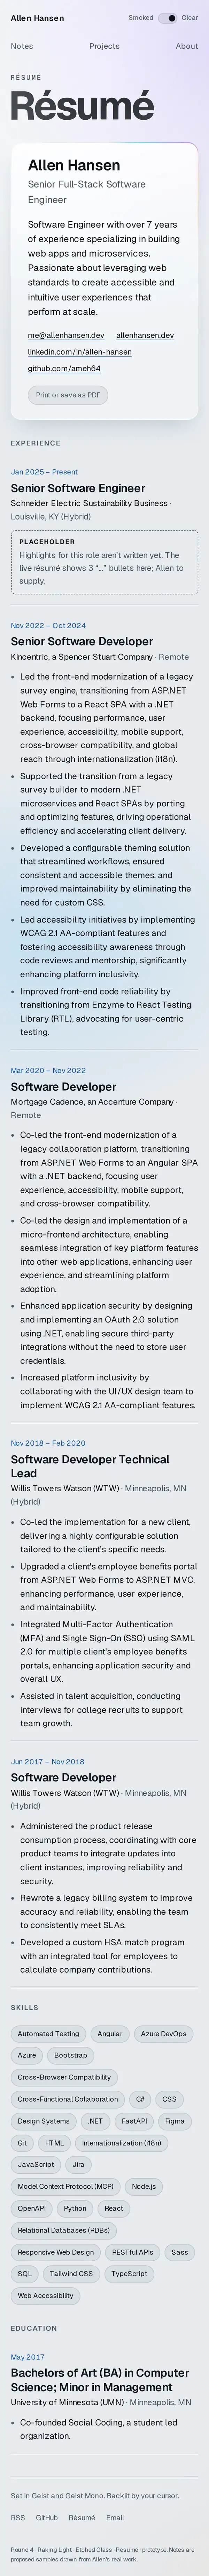 Allen Hansen
Smoked Clear
Notes Projects About
RÉSUMÉ
Résumé
Allen Hansen
Senior Full-Stack Software
Engineer
Software Engineer with over 7 years
of experience specializing in building
web apps and microservices.
Passionate about leveraging web
standards to create accessible and
intuitive user experiences that
perform at scale.
me@allenhansen.dev allenhansen.dev
linkedin.com/in/allen-hansen
github.com/ameh64
Print or save as PDF
EXPERIENCE
Jan 2025 – Present
Senior Software Engineer
Schneider Electric Sustainability Business ·
Louisville, KY (Hybrid)
PLACEHOLDER
Highlights for this role aren't written yet. The
live résumé shows 3 "…" bullets here; Allen to
supply.
Nov 2022 – Oct 2024
Senior Software Developer
Kincentric, a Spencer Stuart Company · Remote
• Led the front-end modernization of a legacy
survey engine, transitioning from ASP.NET
Web Forms to a React SPA with a .NET
backend, focusing performance, user
experience, accessibility, mobile support,
cross-browser compatibility, and global
reach through internationalization (i18n).
• Supported the transition from a legacy
survey builder to modern .NET
microservices and React SPAs by porting
and optimizing features, driving operational
efficiency and accelerating client delivery.
• Developed a configurable theming solution
that streamlined workflows, ensured
consistent and accessible themes, and
improved maintainability by eliminating the
need for custom CSS.
• Led accessibility initiatives by implementing
WCAG 2.1 AA-compliant features and
fostering accessibility awareness through
code reviews and mentorship, significantly
enhancing platform inclusivity.
• Improved front-end code reliability by
transitioning from Enzyme to React Testing
Library (RTL), advocating for user-centric
testing.
Mar 2020 – Nov 2022
Software Developer
Mortgage Cadence, an Accenture Company ·
Remote
• Co-led the front-end modernization of a
legacy collaboration platform, transitioning
from ASP.NET Web Forms to an Angular SPA
with a .NET backend, focusing user
experience, accessibility, mobile support,
and cross-browser compatibility.
• Co-led the design and implementation of a
micro-frontend architecture, enabling
seamless integration of key platform features
into other web applications, enhancing user
experience, and streamlining platform
adoption.
• Enhanced application security by designing
and implementing an OAuth 2.0 solution
using .NET, enabling secure third-party
integrations without the need to store user
credentials.
• Increased platform inclusivity by
collaborating with the UI/UX design team to
implement WCAG 2.1 AA-compliant features.
Nov 2018 – Feb 2020
Software Developer Technical
Lead
Willis Towers Watson (WTW) · Minneapolis, MN
(Hybrid)
• Co-led the implementation for a new client,
delivering a highly configurable solution
tailored to the client's specific needs.
• Upgraded a client's employee benefits portal
from ASP.NET Web Forms to ASP.NET MVC,
enhancing performance, user experience,
and maintainability.
• Integrated Multi-Factor Authentication
(MFA) and Single Sign-On (SSO) using SAML
2.0 for multiple client's employee benefits
portals, enhancing application security and
overall UX.
• Assisted in talent acquisition, conducting
interviews for college recruits to support
team growth.
Jun 2017 – Nov 2018
Software Developer
Willis Towers Watson (WTW) · Minneapolis, MN
(Hybrid)
• Administered the product release
consumption process, coordinating with core
product teams to integrate updates into
client instances, improving reliability and
security.
• Rewrote a legacy billing system to improve
accuracy and reliability, enabling the team
to consistently meet SLAs.
• Developed a custom HSA match program
with an integrated tool for employees to
calculate company contributions.
SKILLS
Automated Testing Angular Azure DevOps
Azure Bootstrap
Cross-Browser Compatibility
Cross-Functional Collaboration C# CSS
Design Systems .NET FastAPI Figma
Git HTML Internationalization (i18n)
JavaScript Jira
Model Context Protocol (MCP) Node.js
OpenAPI Python React
Relational Databases (RDBs)
Responsive Web Design RESTful APIs Sass
SQL Tailwind CSS TypeScript
Web Accessibility
EDUCATION
May 2017
Bachelors of Art (BA) in Computer
Science; Minor in Management
University of Minnesota (UMN) · Minneapolis, MN
• Co-founded Social Coding, a student led
organization.
Set in Geist and Geist Mono. Backlit by your cursor.
RSS GitHub Résumé Email
Round 4 · Raking Light · Etched Glass · Résumé · prototype. Notes are
proposed samples drawn from Allen's real work.